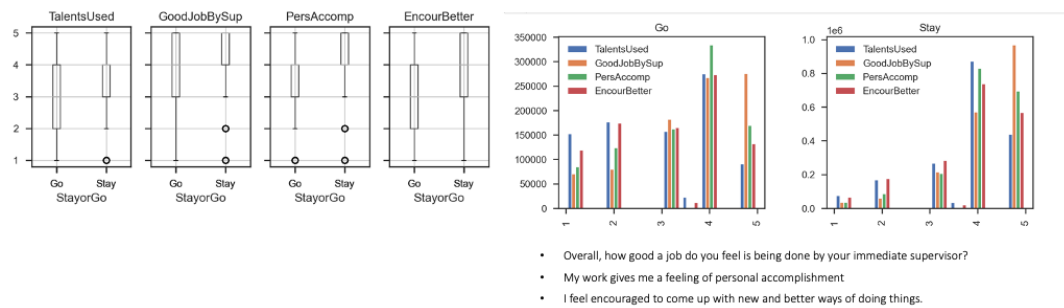 TalentsUsed GoodJobBySup PersAccomp EncourBetter
5
4
3
2
1
Go Stay Go Stay Go Stay Go Stay
StayorGo StayorGo StayorGo StayorGo
Go
350000
300000
250000
200000
150000
100000
50000
0
TalentsUsed
GoodJobBySup
PersAccomp
EncourBetter
1 2 3 4 5
Stay
1e6
1.0
0.8
0.6
0.4
0.2
0.0
TalentsUsed
GoodJobBySup
PersAccomp
EncourBetter
1 2 3 4 5
• Overall, how good a job do you feel is being done by your immediate supervisor?
• My work gives me a feeling of personal accomplishment
• I feel encouraged to come up with new and better ways of doing things.